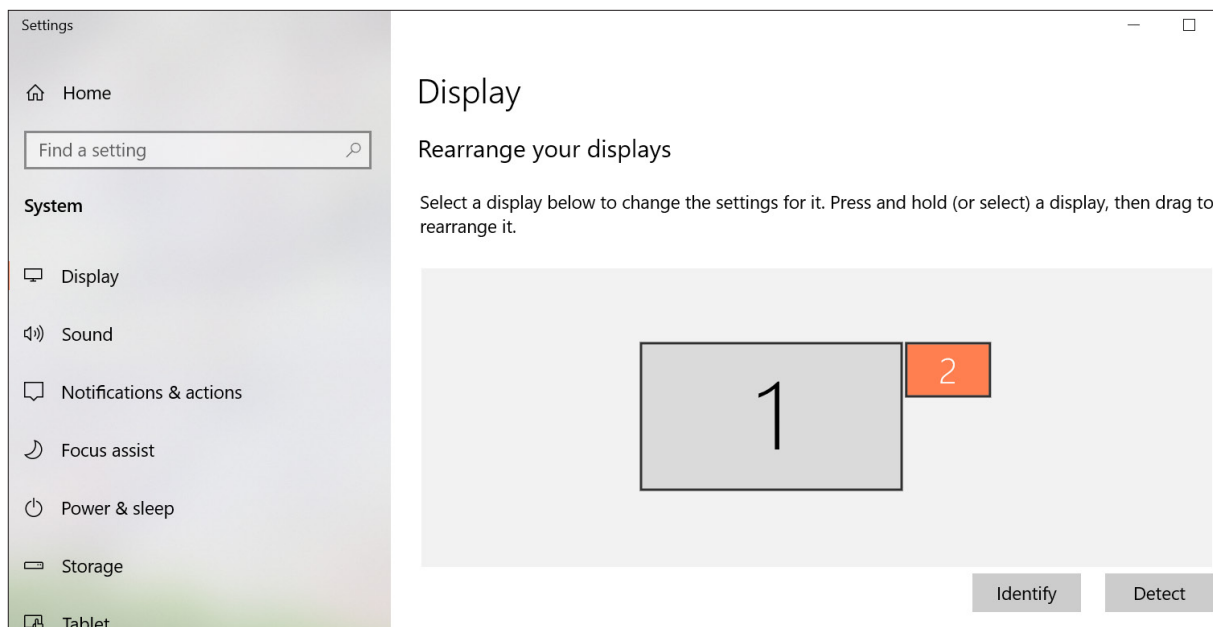 Settings
Home
Find a setting
System
Display
Sound
Notifications & actions
Focus assist
Power & sleep
Storage
Tablet
Display
Rearrange your displays
Select a display below to change the settings for it. Press and hold (or select) a display, then drag to
rearrange it.
1
2
Identify
Detect